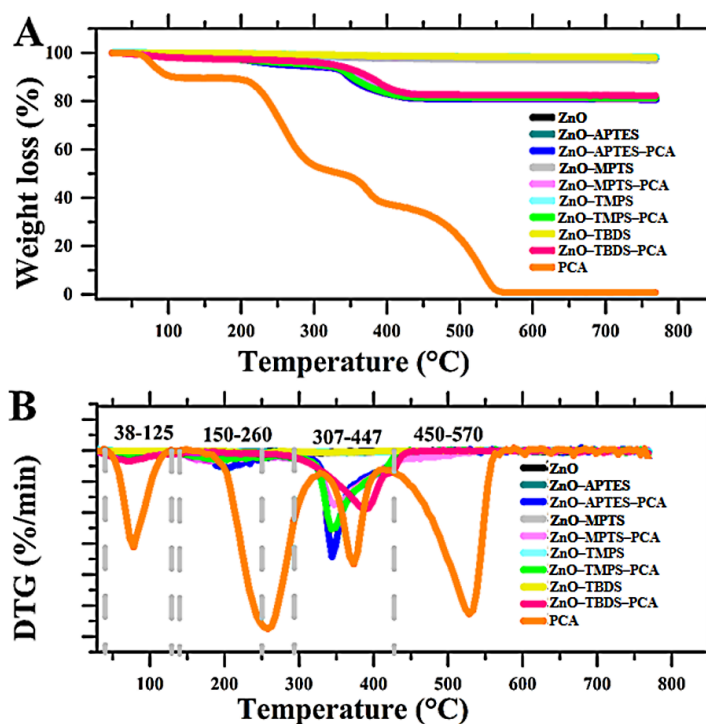 A
100
80
60
40
20
0
Weight loss (%)
ZnO
ZnO–APTES
ZnO–APTES–PCA
ZnO–MPTS
ZnO–MPTS–PCA
ZnO–TMPS
ZnO–TMPS–PCA
ZnO–TBDS
ZnO–TBDS–PCA
PCA
100 200 300 400 500 600 700 800
Temperature (°C)
B
38-125 150-260 307-447 450-570
DTG (%/min)
ZnO
ZnO–APTES
ZnO–APTES–PCA
ZnO–MPTS
ZnO–MPTS–PCA
ZnO–TMPS
ZnO–TMPS–PCA
ZnO–TBDS
ZnO–TBDS–PCA
PCA
100 200 300 400 500 600 700 800
Temperature (°C)